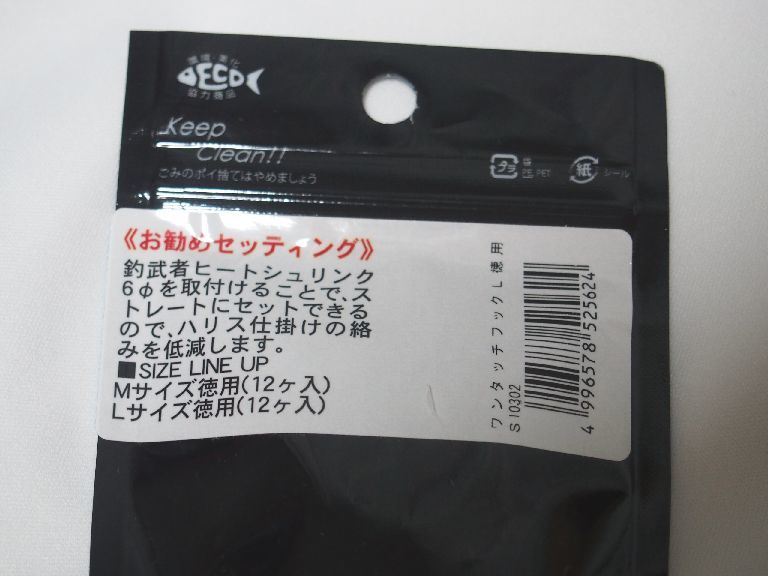 環境・美化
ECO
協力商品
Keep
Clean!!
ごみのポイ捨てはやめましょう
プラ
袋
PE, PET
紙
シール
《お勧めセッティング》
釣武者ヒートシュリンク
6φを取付けることで、ス
トレートにセットできる
ので、ハリス仕掛けの絡
みを低減します。
■SIZE LINE UP
Mサイズ徳用(12ヶ入)
Lサイズ徳用(12ヶ入)
ワンタッチフックL徳用
S10302
4 996578 525624